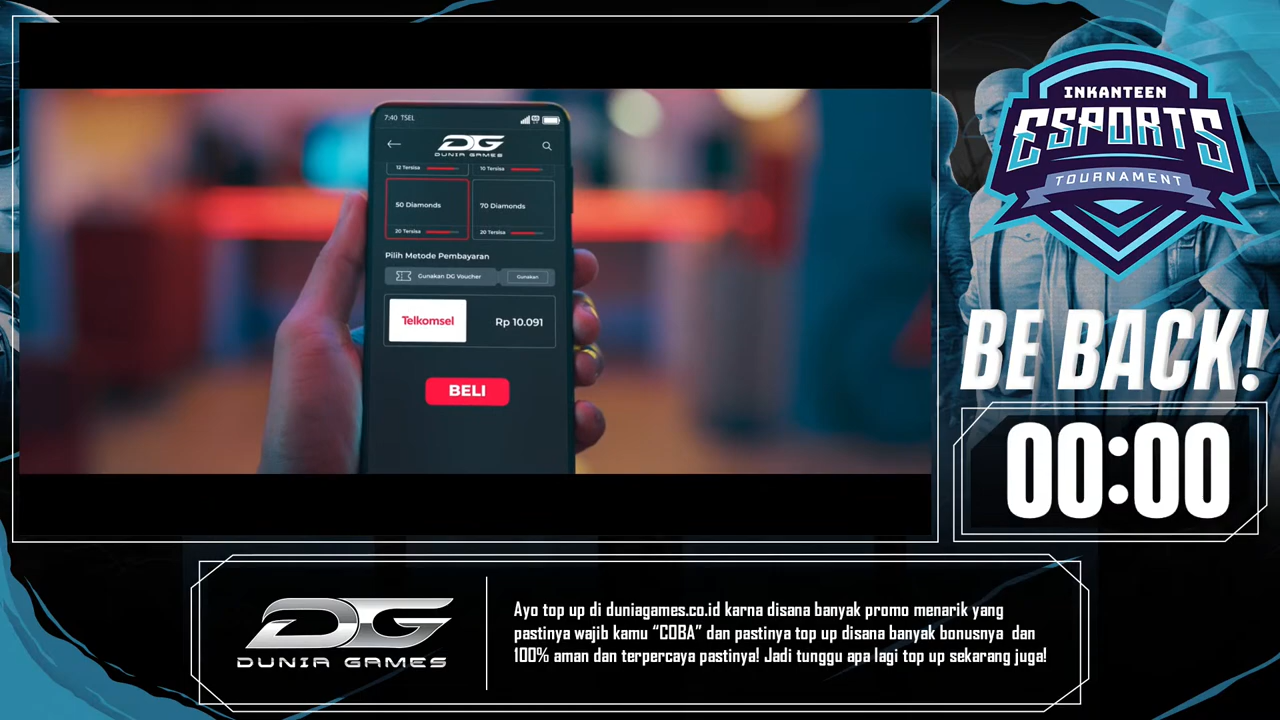 INKANTEEN
ESPORTS
TOURNAMENT
BE BACK!
00:00
7:40 TSEL
DG
DUNIA GAMES
12 Tersisa
10 Tersisa
50 Diamonds
70 Diamonds
20 Tersisa
20 Tersisa
Pilih Metode Pembayaran
Gunakan DG Voucher
Gunakan
Telkomsel
Rp 10.091
BELI
DG
DUNIA GAMES
Ayo top up di duniagames.co.id karna disana banyak promo menarik yang
pastinya wajib kamu “COBA” dan pastinya top up disana banyak bonusnya dan
100% aman dan terpercaya pastinya! Jadi tunggu apa lagi top up sekarang juga!